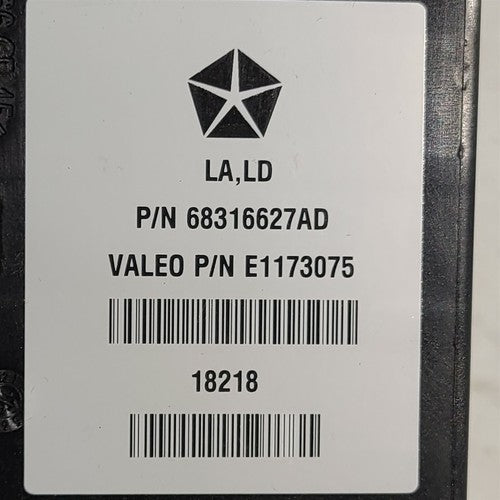 LA,LD
P/N 68316627AD
VALEO P/N E1173075
18218